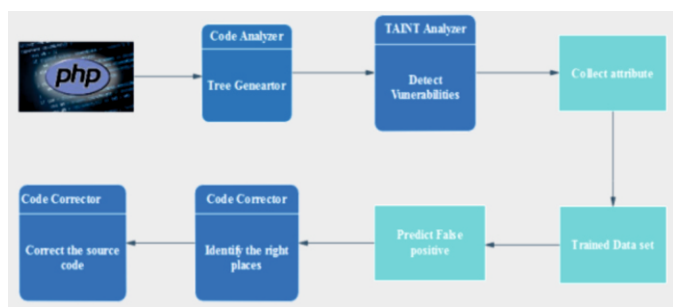 php
Code Analyzer
Tree Geneartor
TAINT Analyzer
Detect
Vunerabilities
Collect attribute
Trained Data set
Predict False
positive
Code Corrector
Identify the right
places
Code Corrector
Correct the source
code